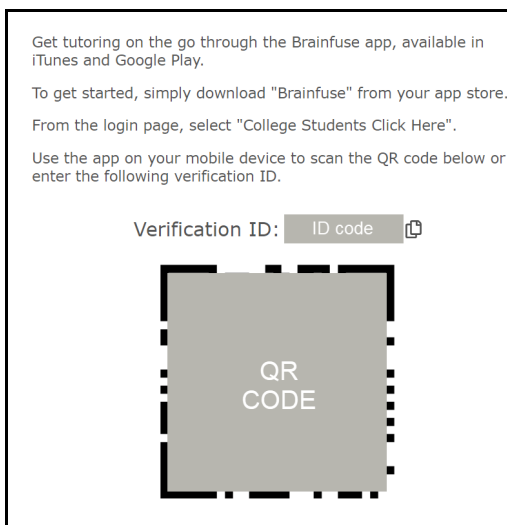 Get tutoring on the go through the Brainfuse app, available in
iTunes and Google Play.
To get started, simply download "Brainfuse" from your app store.
From the login page, select "College Students Click Here".
Use the app on your mobile device to scan the QR code below or
enter the following verification ID.
Verification ID: ID code
QR
CODE